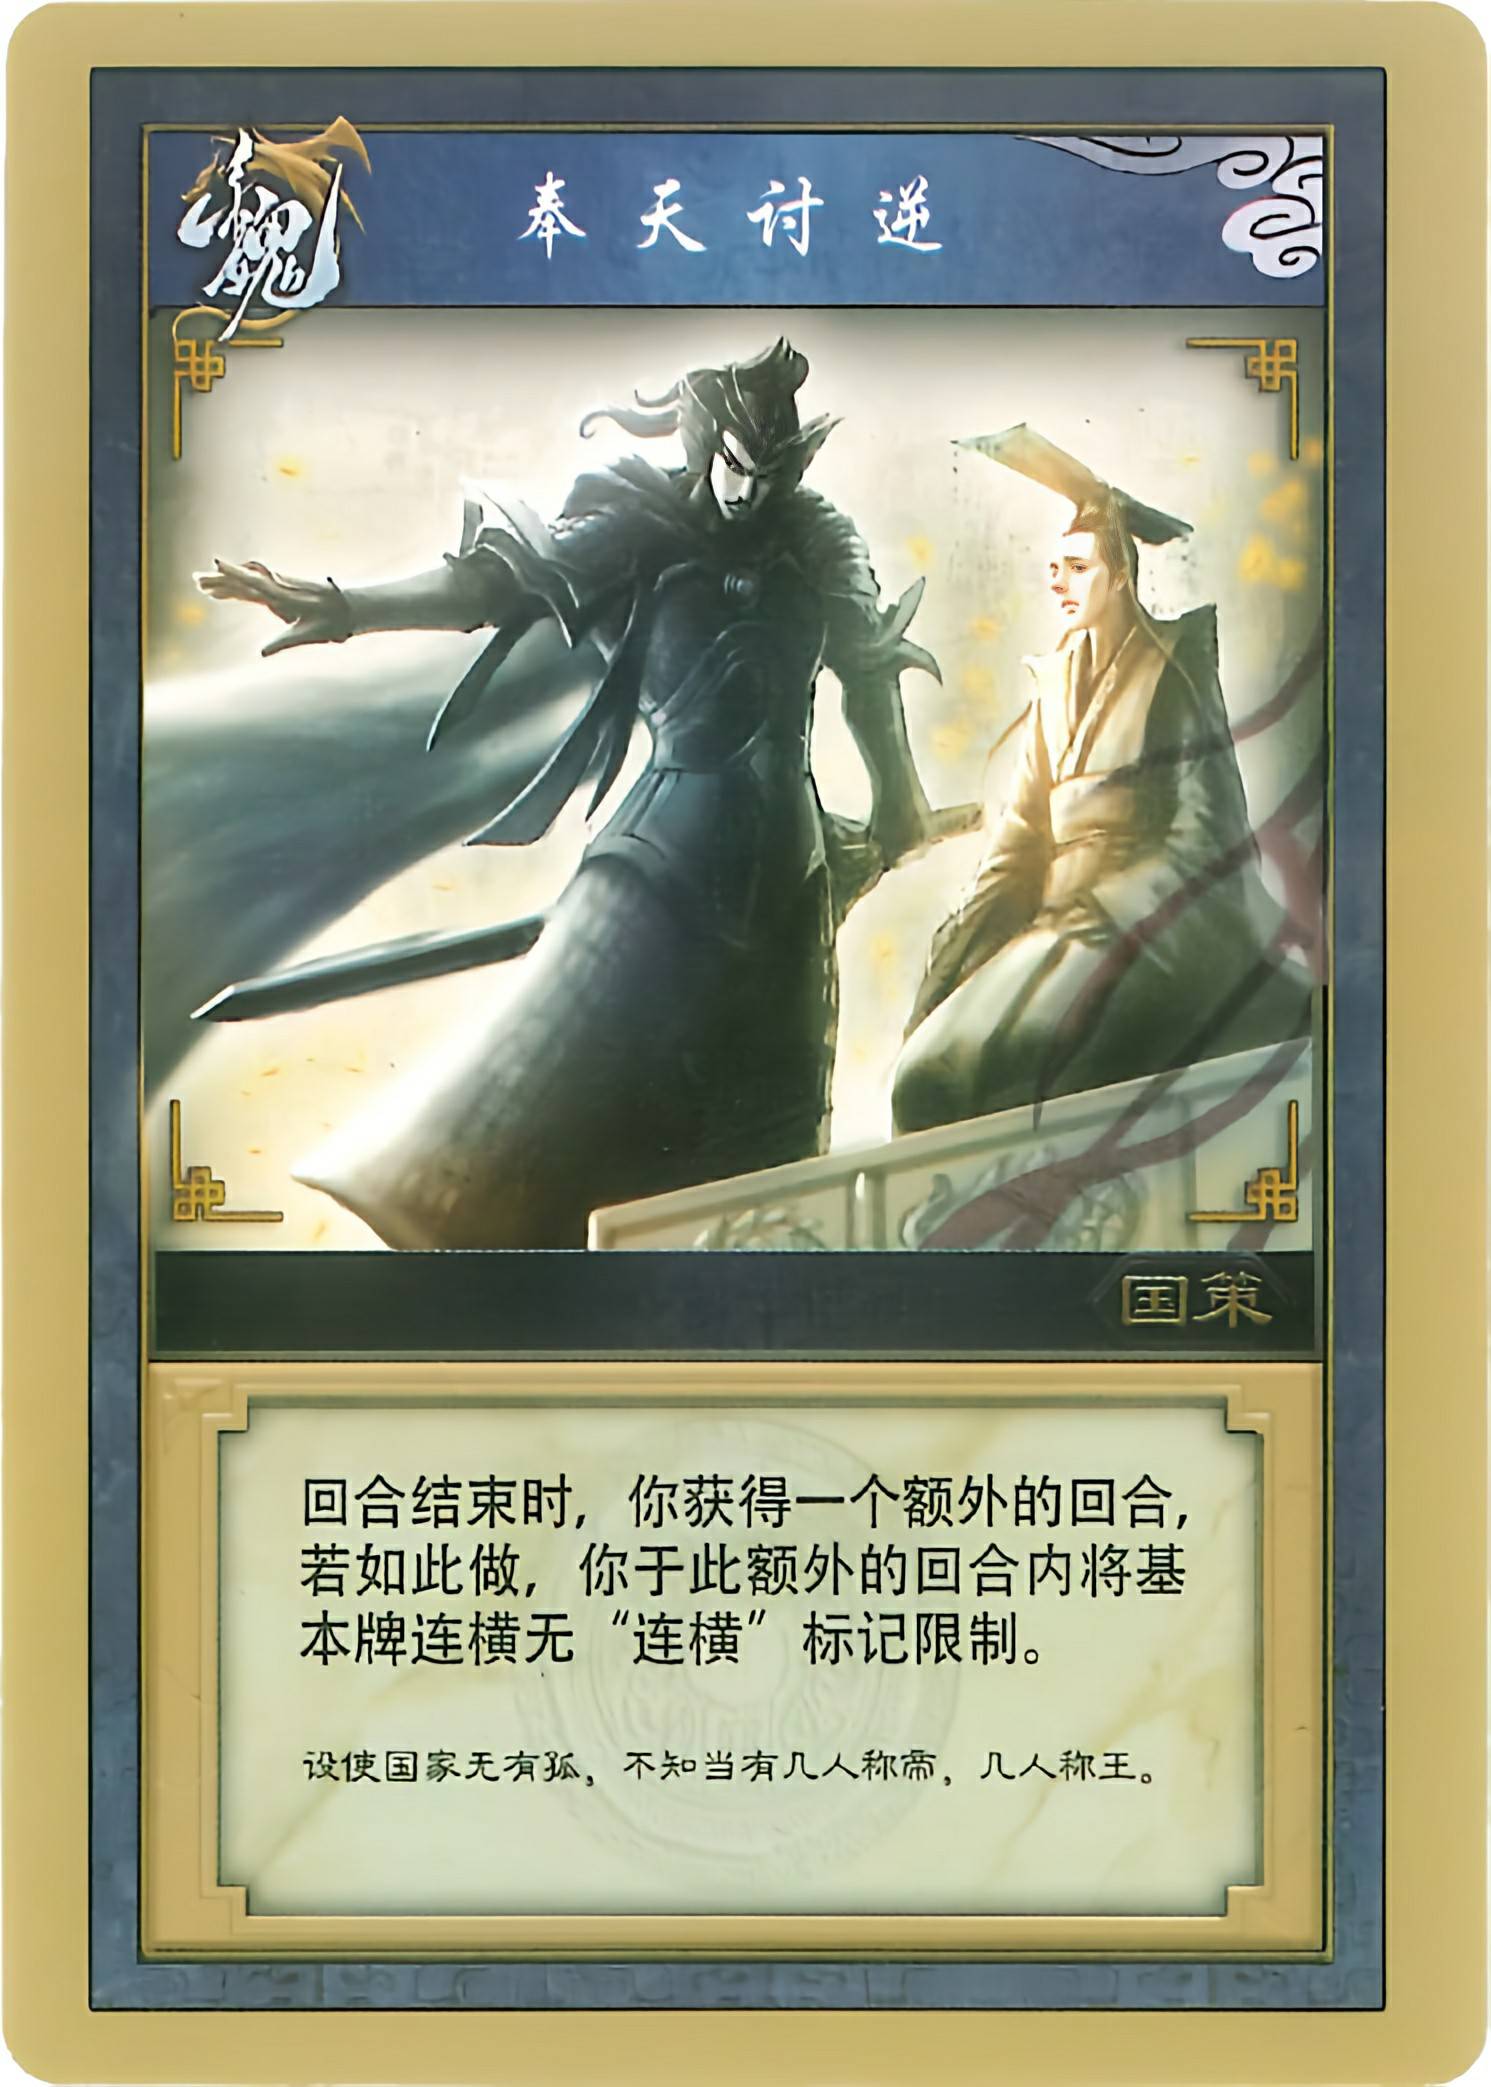 魏
奉天讨逆
国策
回合结束时，你获得一个额外的回合，
若如此做，你于此额外的回合内将基
本牌连横无“连横”标记限制。
设使国家无有孤，不知当有几人称帝，几人称王。